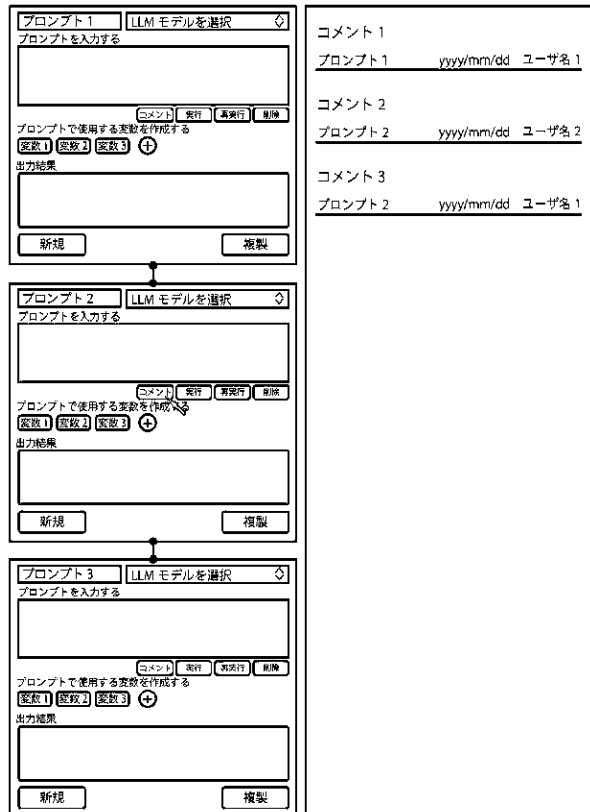 プロンプト 1 LLM モデルを選択
プロンプトを入力する
コメント 実行 再実行 削除
プロンプトで使用する変数を作成する
変数 1 変数 2 変数 3
出力結果
新規 複製
プロンプト 2 LLM モデルを選択
プロンプトを入力する
コメント 実行 再実行 削除
プロンプトで使用する変数を作成する
変数 1 変数 2 変数 3
出力結果
新規 複製
プロンプト 3 LLM モデルを選択
プロンプトを入力する
コメント 実行 再実行 削除
プロンプトで使用する変数を作成する
変数 1 変数 2 変数 3
出力結果
新規 複製
コメント 1
プロンプト 1 yyyy/mm/dd ユーザ名 1
コメント 2
プロンプト 2 yyyy/mm/dd ユーザ名 2
コメント 3
プロンプト 2 yyyy/mm/dd ユーザ名 1